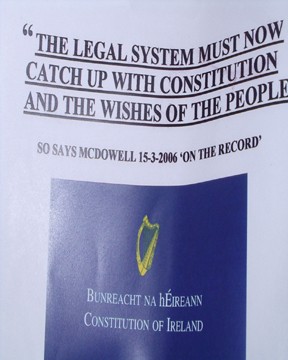 “THE LEGAL SYSTEM MUST NOW
CATCH UP WITH CONSTITUTION
AND THE WISHES OF THE PEOPLE
SO SAYS MCDOWELL 15-3-2006 ‘ON THE RECORD’
BUNREACHT NA hÉIREANN
CONSTITUTION OF IRELAND